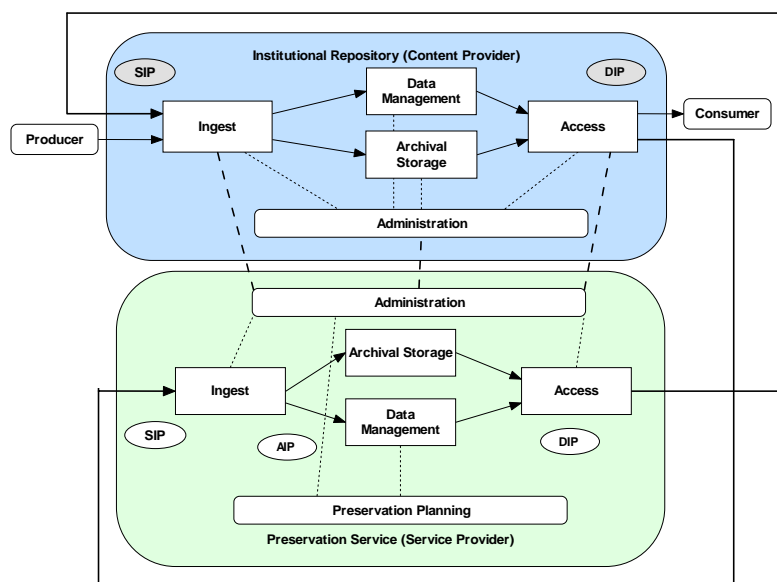 Institutional Repository (Content Provider)
SIP
DIP
Data
Management
Ingest
Access
Consumer
Producer
Archival
Storage
Administration
Administration
Archival Storage
Ingest
Access
Data
Management
SIP
AIP
DIP
Preservation Planning
Preservation Service (Service Provider)